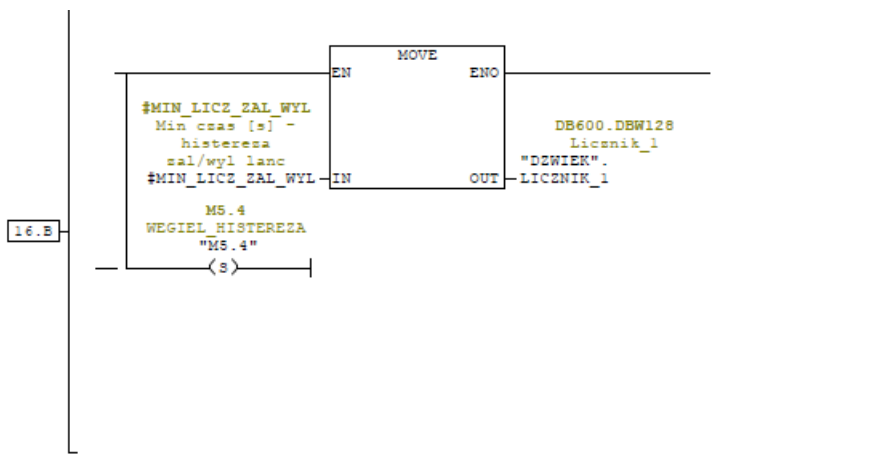 MOVE
EN
ENO
#MIN_LICZ_ZAL_WYL
Min czas [s] -
histereza
zal/wyl lanc
#MIN_LICZ_ZAL_WYL
IN
OUT
DB600.DBW128
Licznik_1
"DZWIEK".
LICZNIK_1
M5.4
WEGIEL_HISTEREZA
"M5.4"
(S)
16.B